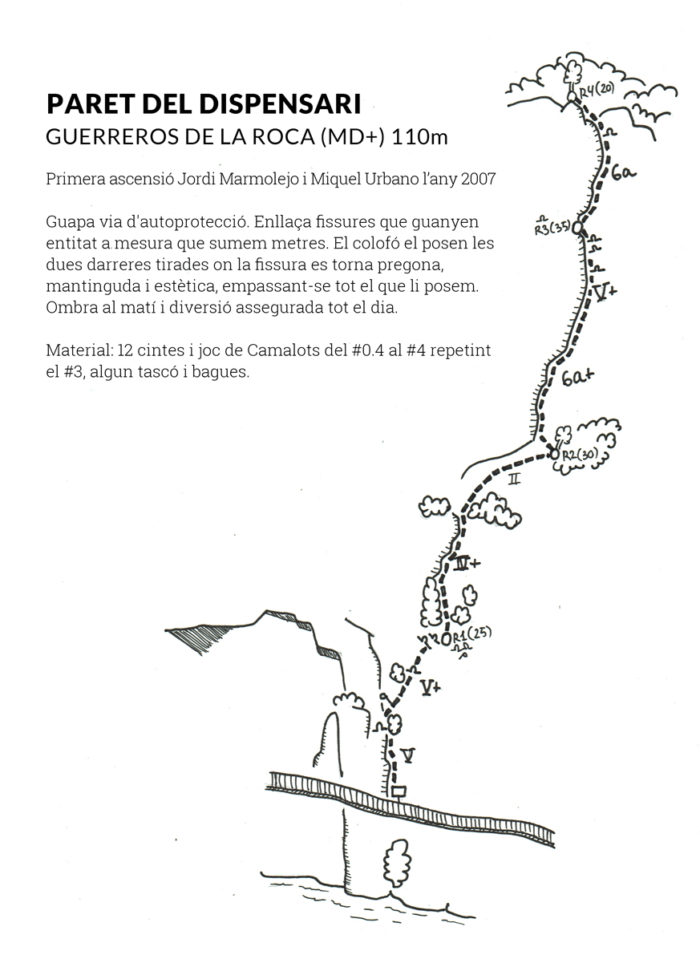 PARET DEL DISPENSARI
GUERREROS DE LA ROCA (MD+) 110m
Primera ascensió Jordi Marmolejo i Miquel Urbano l'any 2007
Guapa via d'autoprotecció. Enllaça fissures que guanyen
entitat a mesura que sumem metres. El colofó el posen les
dues darreres tirades on la fissura es torna pregona,
mantinguda i estètica, empassant-se tot el que li posem.
Ombra al matí i diversió assegurada tot el dia.
Material: 12 cintes i joc de Camalots del #0.4 al #4 repetint
el #3, algun tascó i bagues.
R4(20)
6a
R3(35)
V+
6a+
R2(30)
II
IV+
R1(25)
V+
V